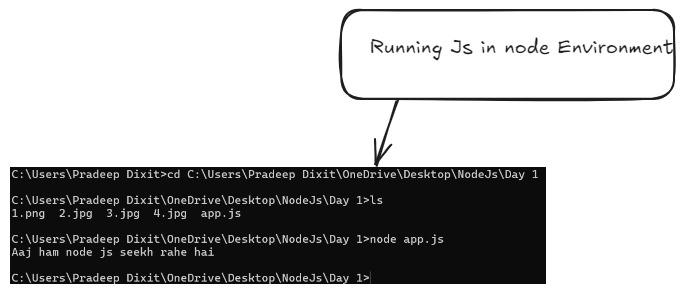 Running Js in node Environment
C:\Users\Pradeep Dixit>cd C:\Users\Pradeep Dixit\OneDrive\Desktop\NodeJs\Day 1
C:\Users\Pradeep Dixit\OneDrive\Desktop\NodeJs\Day 1>ls
1.png  2.jpg  3.jpg  4.jpg  app.js
C:\Users\Pradeep Dixit\OneDrive\Desktop\NodeJs\Day 1>node app.js
Aaj ham node js seekh rahe hai
C:\Users\Pradeep Dixit\OneDrive\Desktop\NodeJs\Day 1>